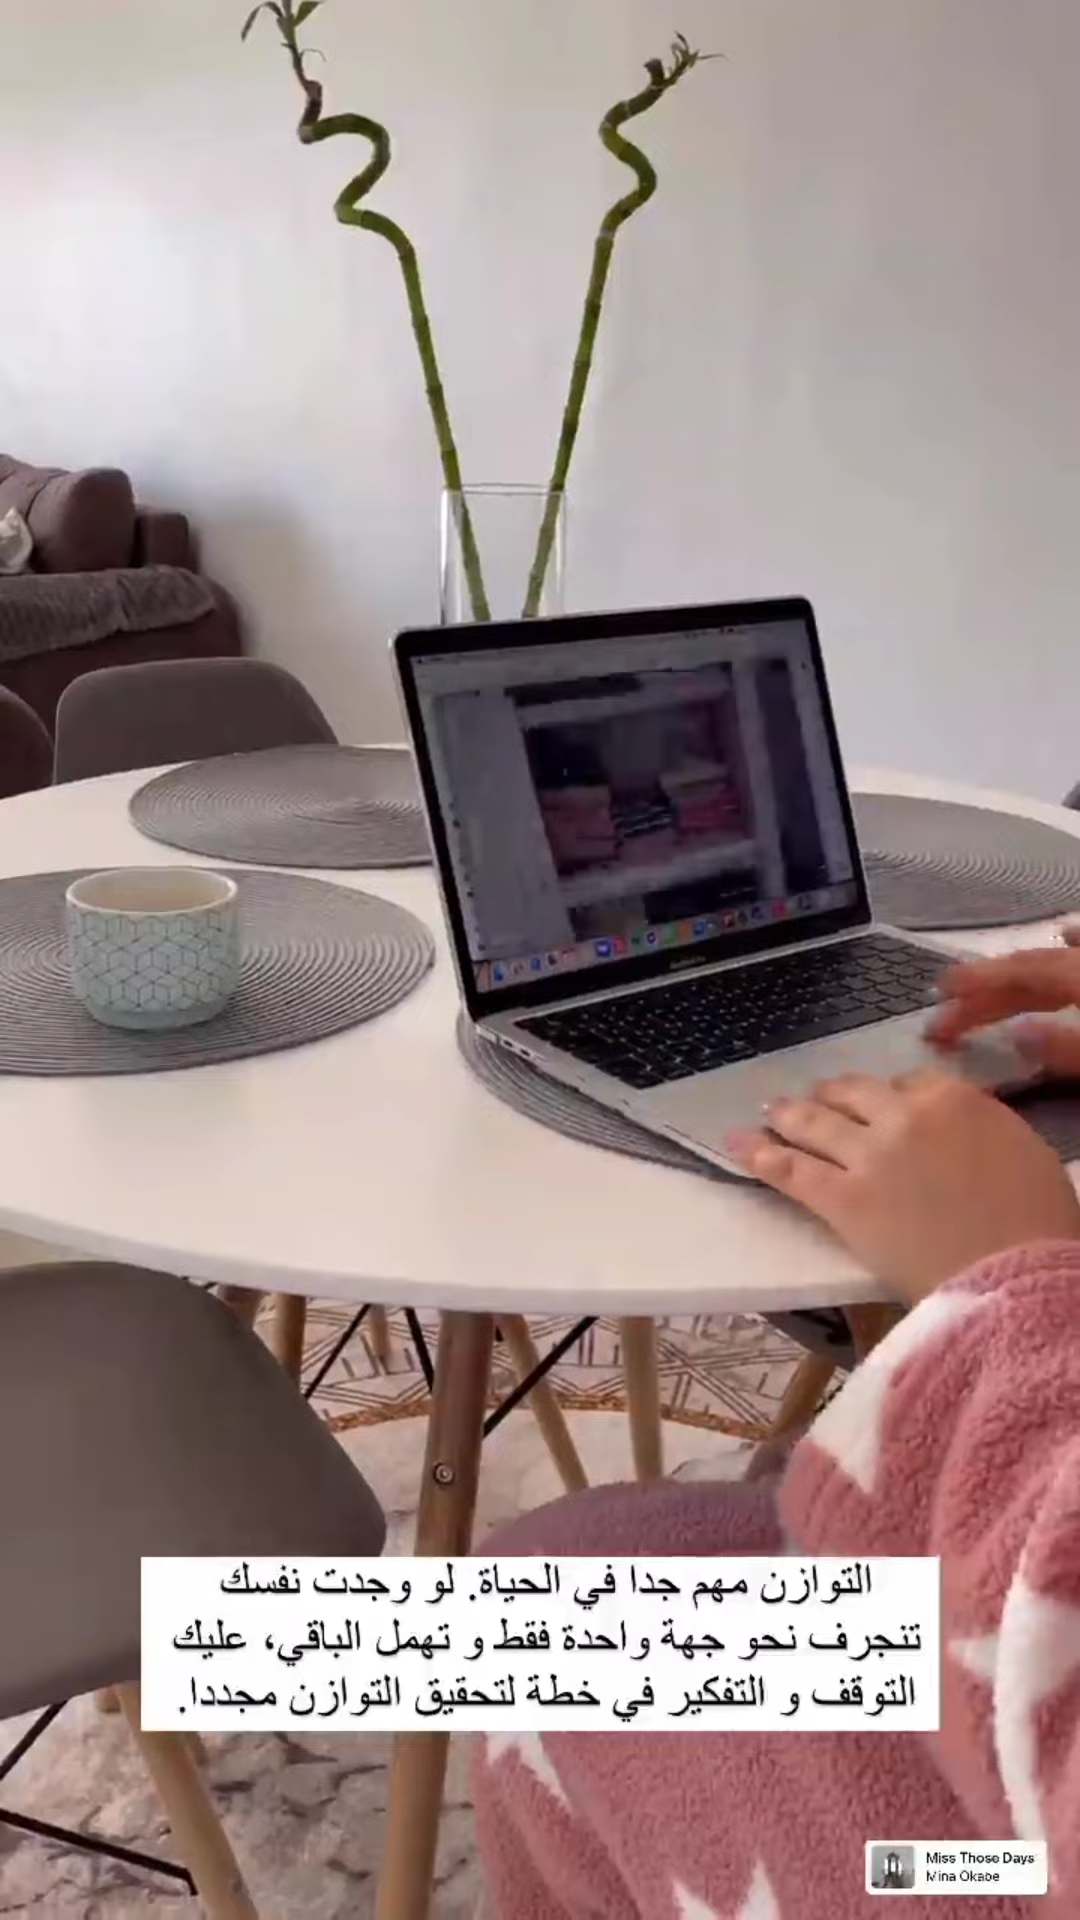 التوازن مهم جدا في الحياة. لو وجدت نفسك
تنجرف نحو جهة واحدة فقط و تهمل الباقي، عليك
التوقف و التفكير في خطة لتحقيق التوازن مجددا.
Miss Those Days
Mina Okabe